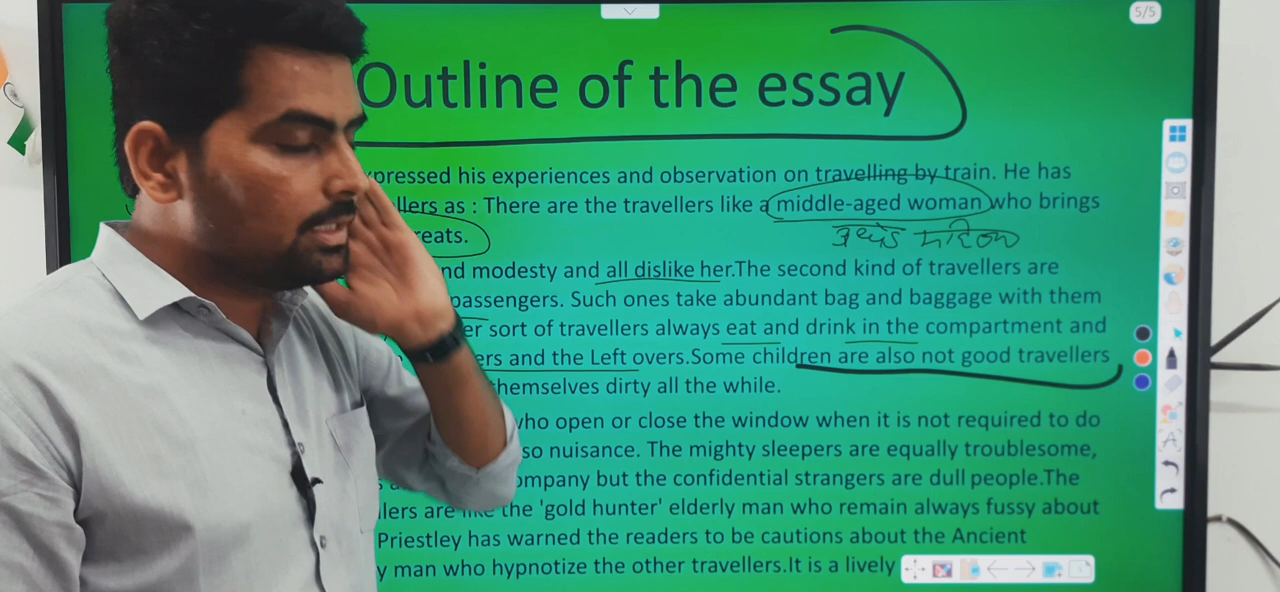 5/5
Outline of the essay
pressed his experiences and observation on travelling by train. He has
llers as : There are the travellers like a middle-aged woman who brings
reats.
अधेड़ महिला
nd modesty and all dislike her.The second kind of travellers are
passengers. Such ones take abundant bag and baggage with them
er sort of travellers always eat and drink in the compartment and
ers and the Left overs.Some children are also not good travellers
themselves dirty all the while.
who open or close the window when it is not required to do
so nuisance. The mighty sleepers are equally troublesome,
ompany but the confidential strangers are dull people.The
llers are like the 'gold hunter' elderly man who remain always fussy about
Priestley has warned the readers to be cautions about the Ancient
y man who hypnotize the other travellers.It is a lively